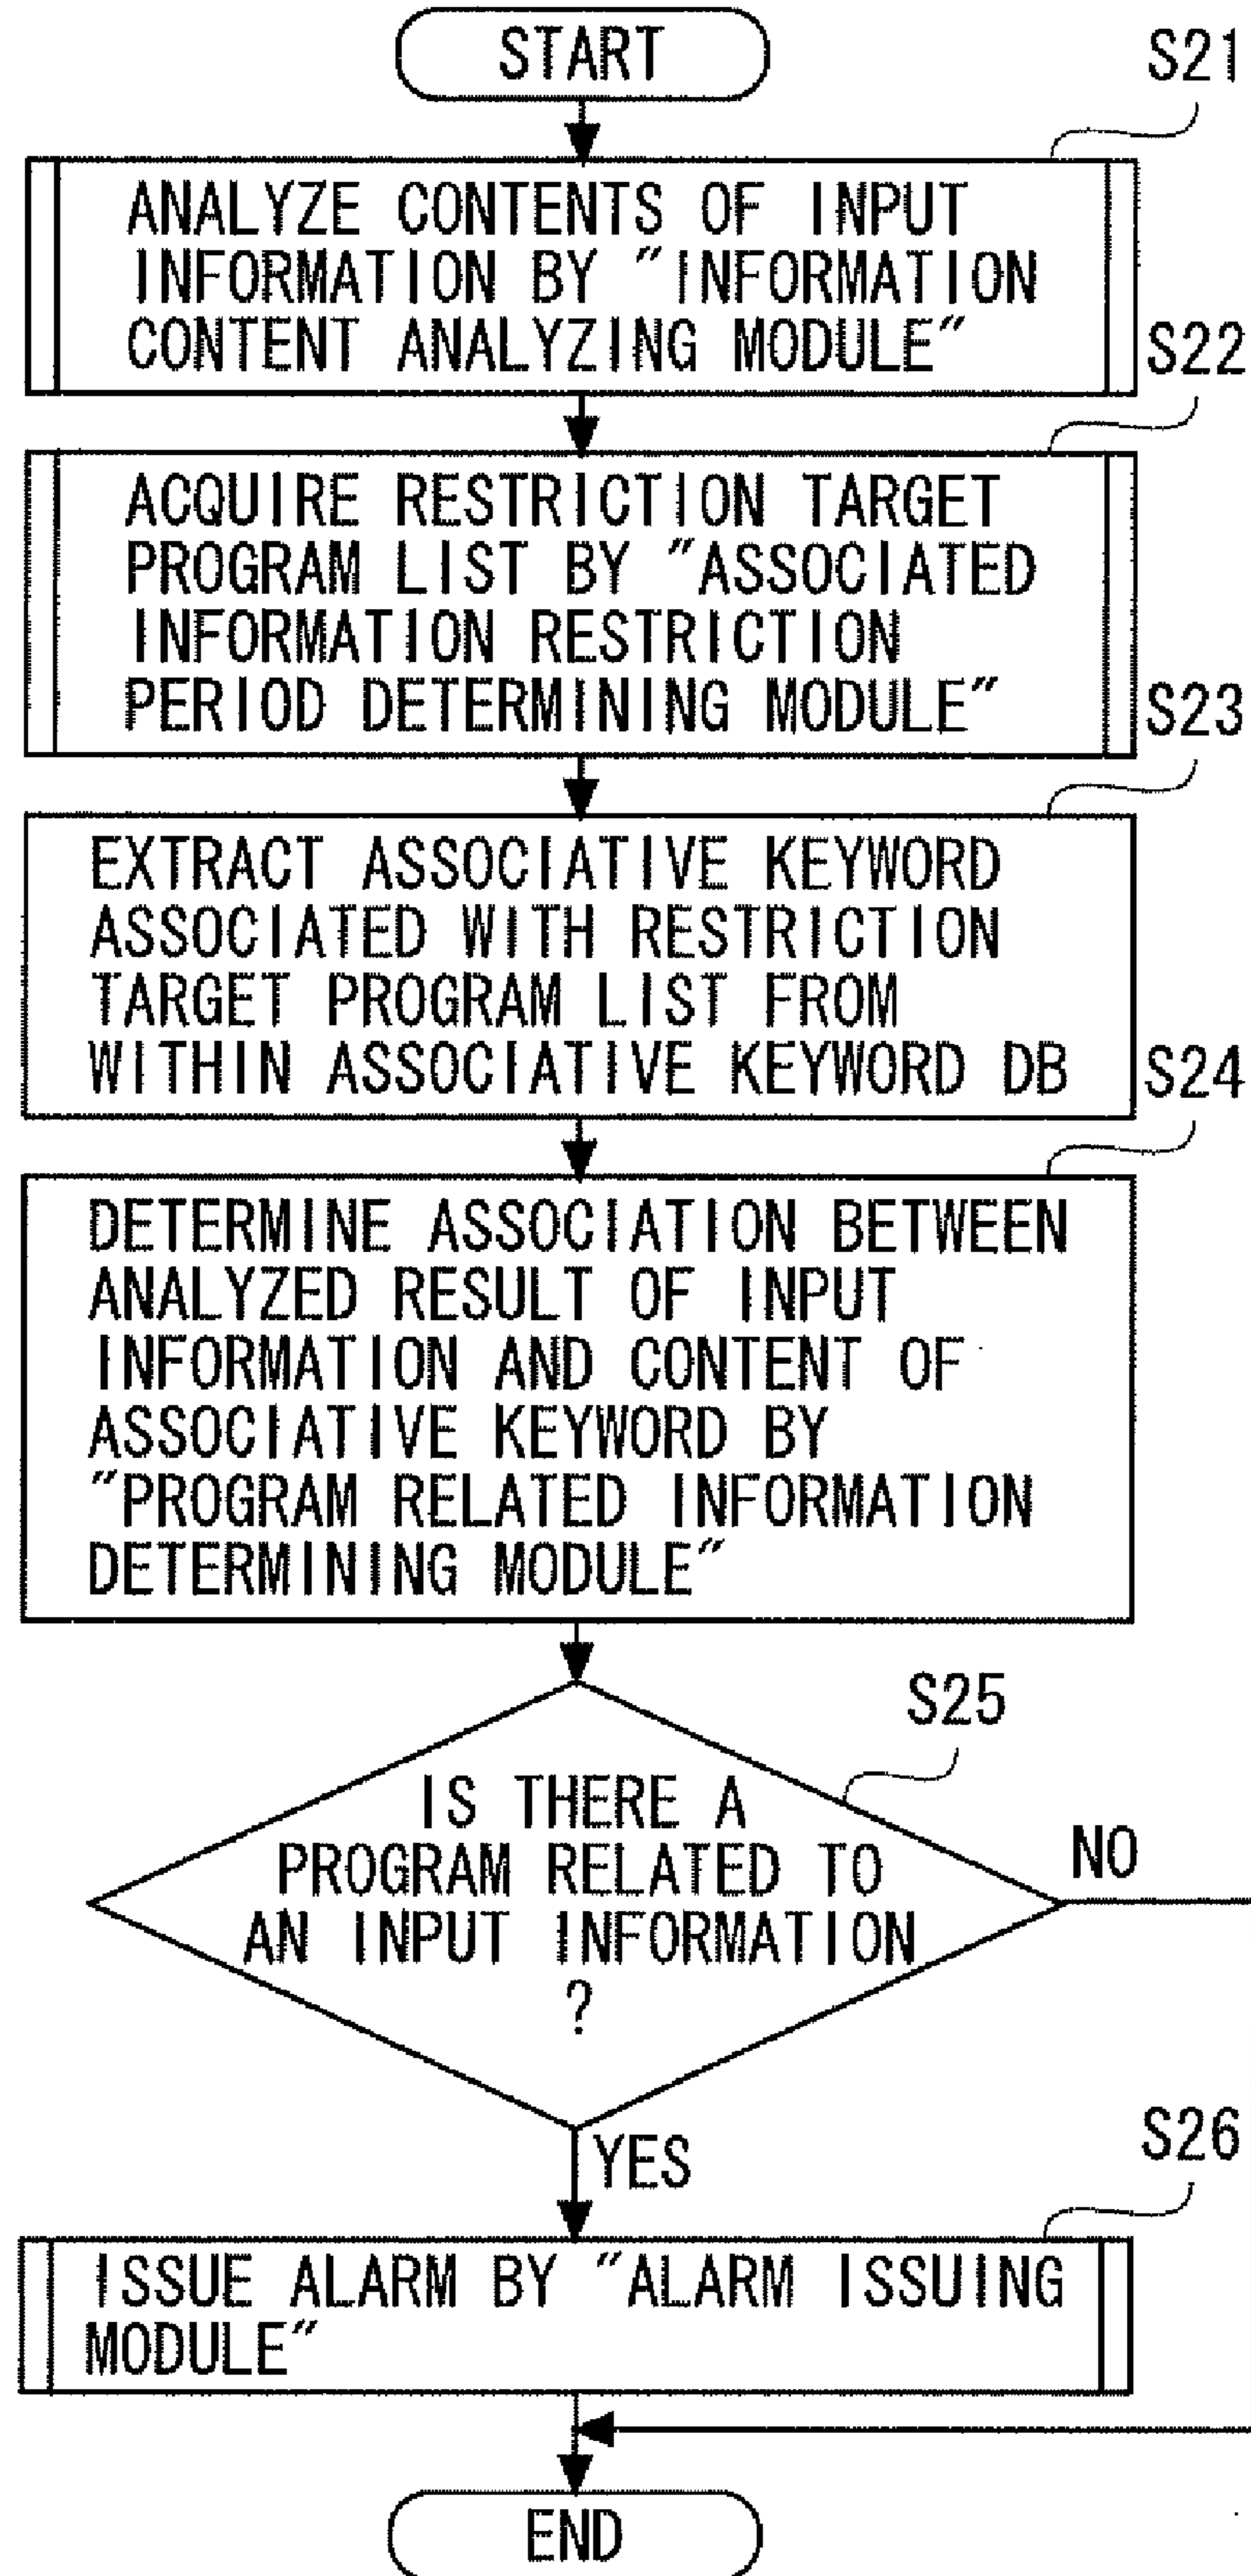 START
S21
ANALYZE CONTENTS OF INPUT
INFORMATION BY "INFORMATION
CONTENT ANALYZING MODULE"
S22
ACQUIRE RESTRICTION TARGET
PROGRAM LIST BY "ASSOCIATED
INFORMATION RESTRICTION
PERIOD DETERMINING MODULE"
S23
EXTRACT ASSOCIATIVE KEYWORD
ASSOCIATED WITH RESTRICTION
TARGET PROGRAM LIST FROM
WITHIN ASSOCIATIVE KEYWORD DB
S24
DETERMINE ASSOCIATION BETWEEN
ANALYZED RESULT OF INPUT
INFORMATION AND CONTENT OF
ASSOCIATIVE KEYWORD BY
"PROGRAM RELATED INFORMATION
DETERMINING MODULE"
S25
IS THERE A
PROGRAM RELATED TO
AN INPUT INFORMATION
?
NO
YES
S26
ISSUE ALARM BY "ALARM ISSUING
MODULE"
END